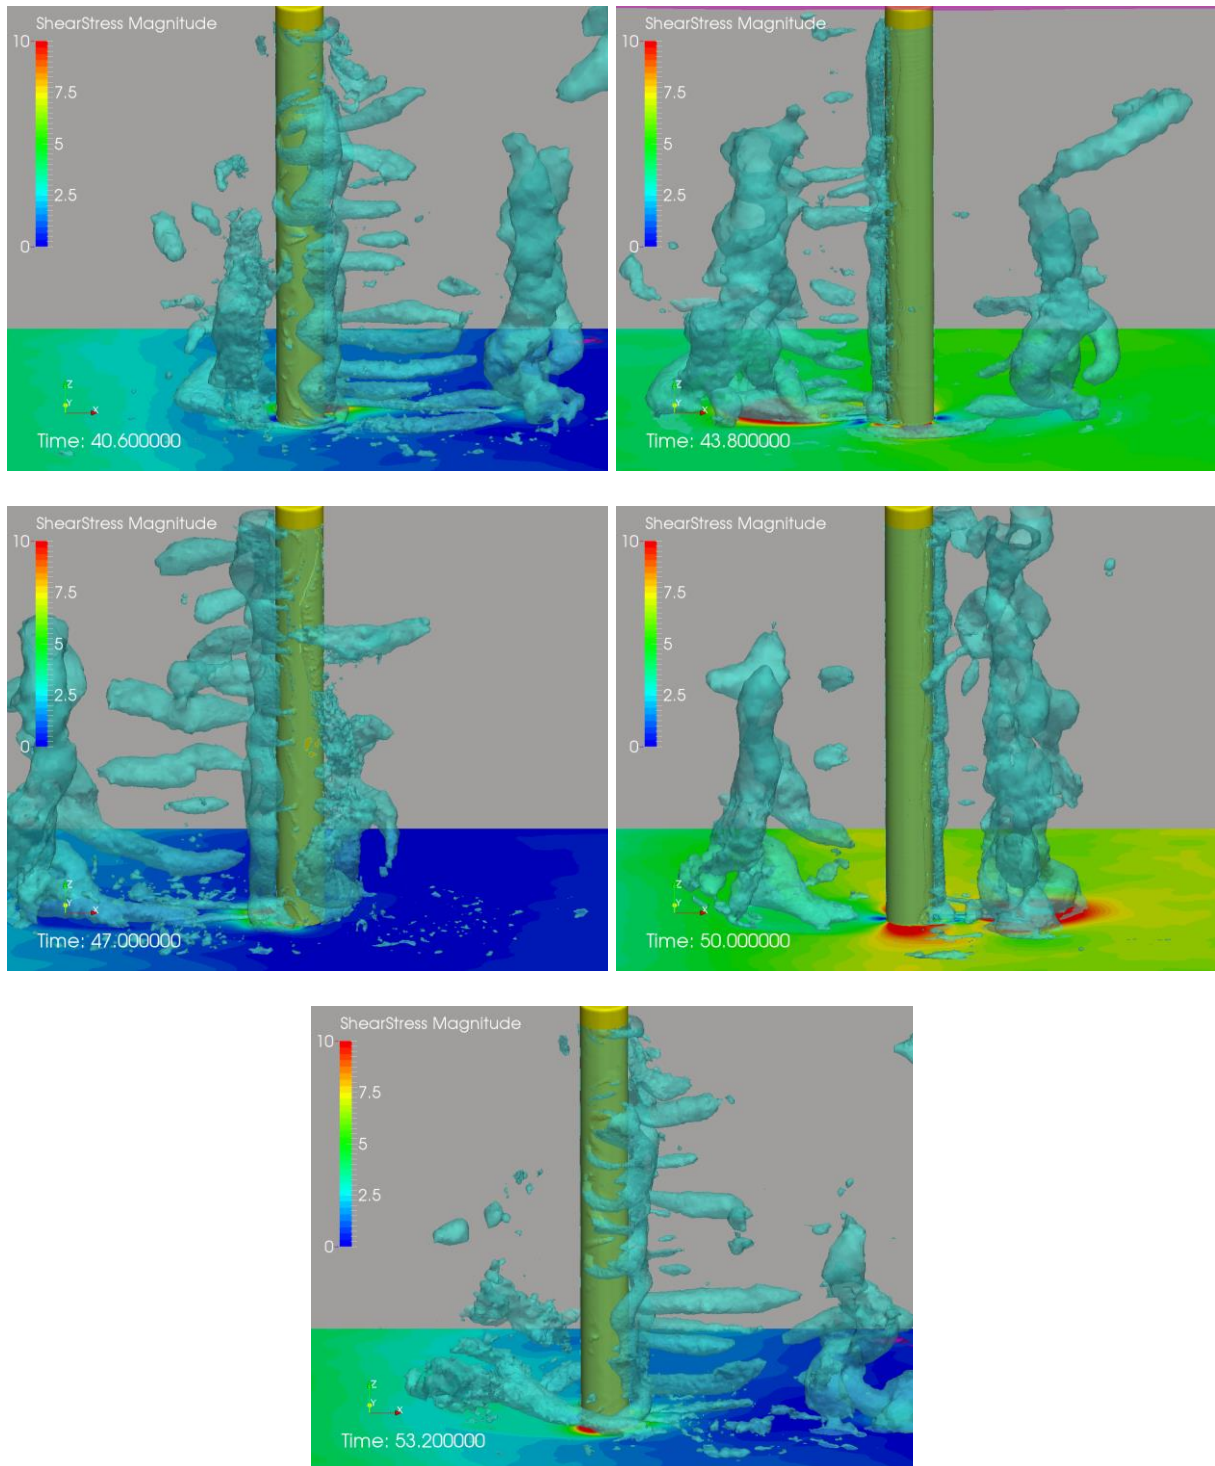 ShearStress Magnitude
10
7.5
5
2.5
0
Z
Y
X
Time: 40.600000
ShearStress Magnitude
10
7.5
5
2.5
0
Z
Y
X
Time: 43.800000
ShearStress Magnitude
10
7.5
5
2.5
0
Z
Y
X
Time: 47.000000
ShearStress Magnitude
10
7.5
5
2.5
0
Z
Y
X
Time: 50.000000
ShearStress Magnitude
10
7.5
5
2.5
0
Z
Y
X
Time: 53.200000